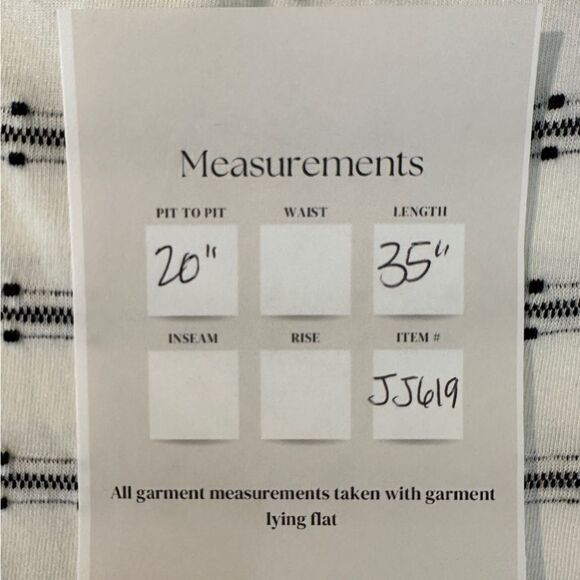 Measurements
PIT TO PIT WAIST LENGTH
20" 35"
INSEAM RISE ITEM #
JJ619
All garment measurements taken with garment
lying flat